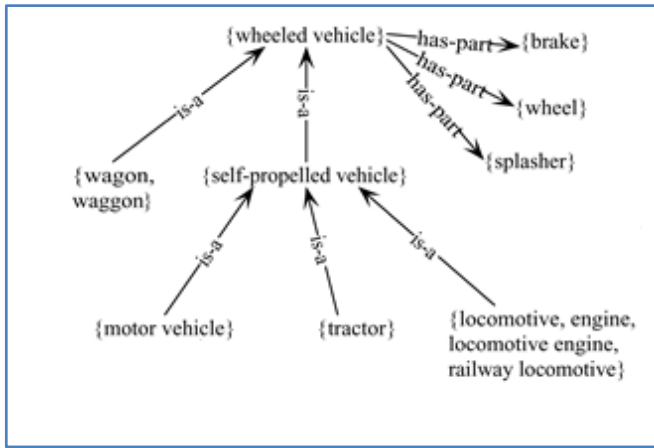 {wheeled vehicle}
has-part
{brake}
has-part
{wheel}
has-part
{splasher}
is-a
is-a
{wagon,
waggon}
{self-propelled vehicle}
is-a
is-a
is-a
{motor vehicle}
{tractor}
{locomotive, engine,
locomotive engine,
railway locomotive}